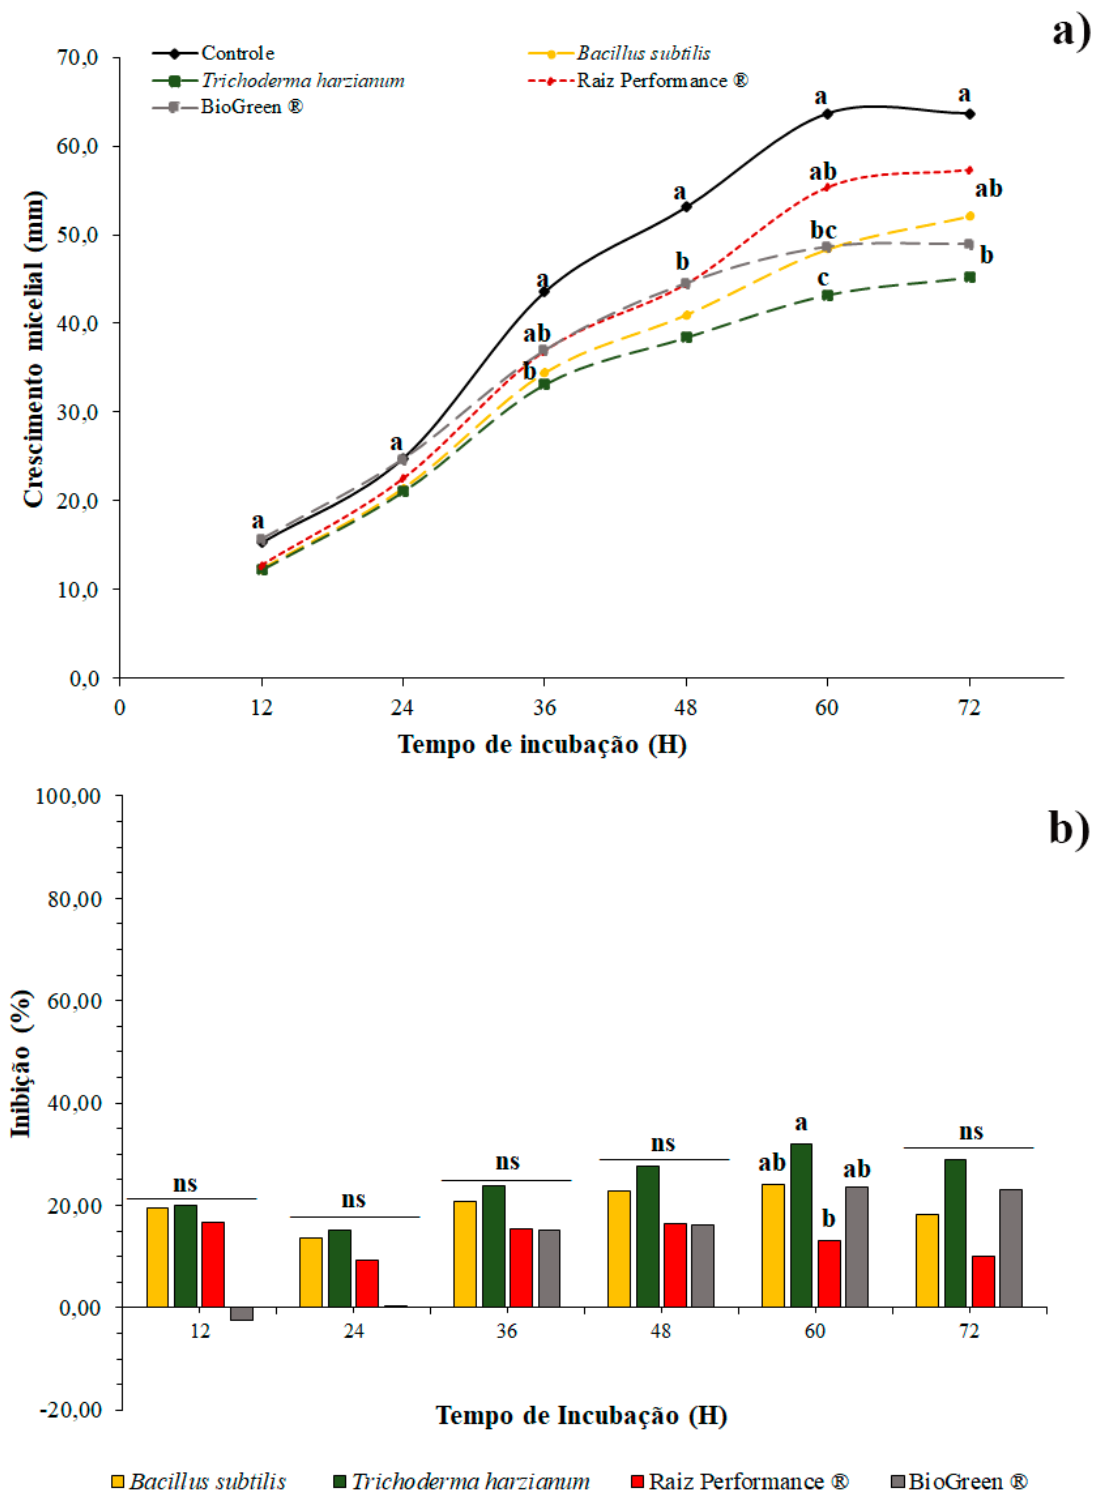 a)
Controle
Bacillus subtilis
Trichoderma harzianum
Raiz Performance ®
BioGreen ®
Crescimento micelial (mm)
70,0
60,0
50,0
40,0
30,0
20,0
10,0
0,0
a
a
a
ab
b
a
b
a
ab
bc
c
a
ab
b
0 12 24 36 48 60 72
Tempo de incubação (H)
b)
Inibição (%)
100,00
80,00
60,00
40,00
20,00
0,00
-20,00
ns
ns
ns
ns
ab
a
b
ab
ns
12 24 36 48 60 72
Tempo de Incubação (H)
Bacillus subtilis Trichoderma harzianum Raiz Performance ® BioGreen ®